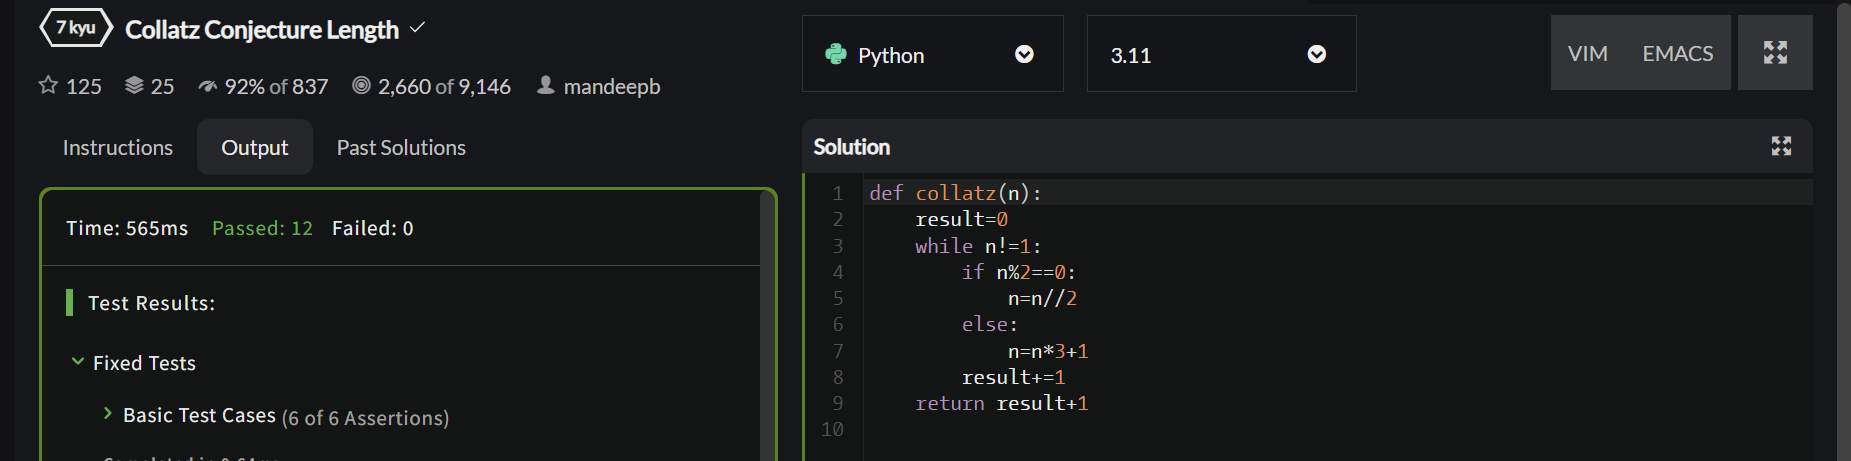 7 kyu Collatz Conjecture Length
125 25 92% of 837 2,660 of 9,146 mandeepb
Instructions Output Past Solutions
Time: 565ms Passed: 12 Failed: 0
Test Results:
Fixed Tests
Basic Test Cases (6 of 6 Assertions)
Python 3.11 VIM EMACS
Solution
1 def collatz(n):
2     result=0
3     while n!=1:
4         if n%2==0:
5             n=n//2
6         else:
7             n=n*3+1
8         result+=1
9     return result+1
10